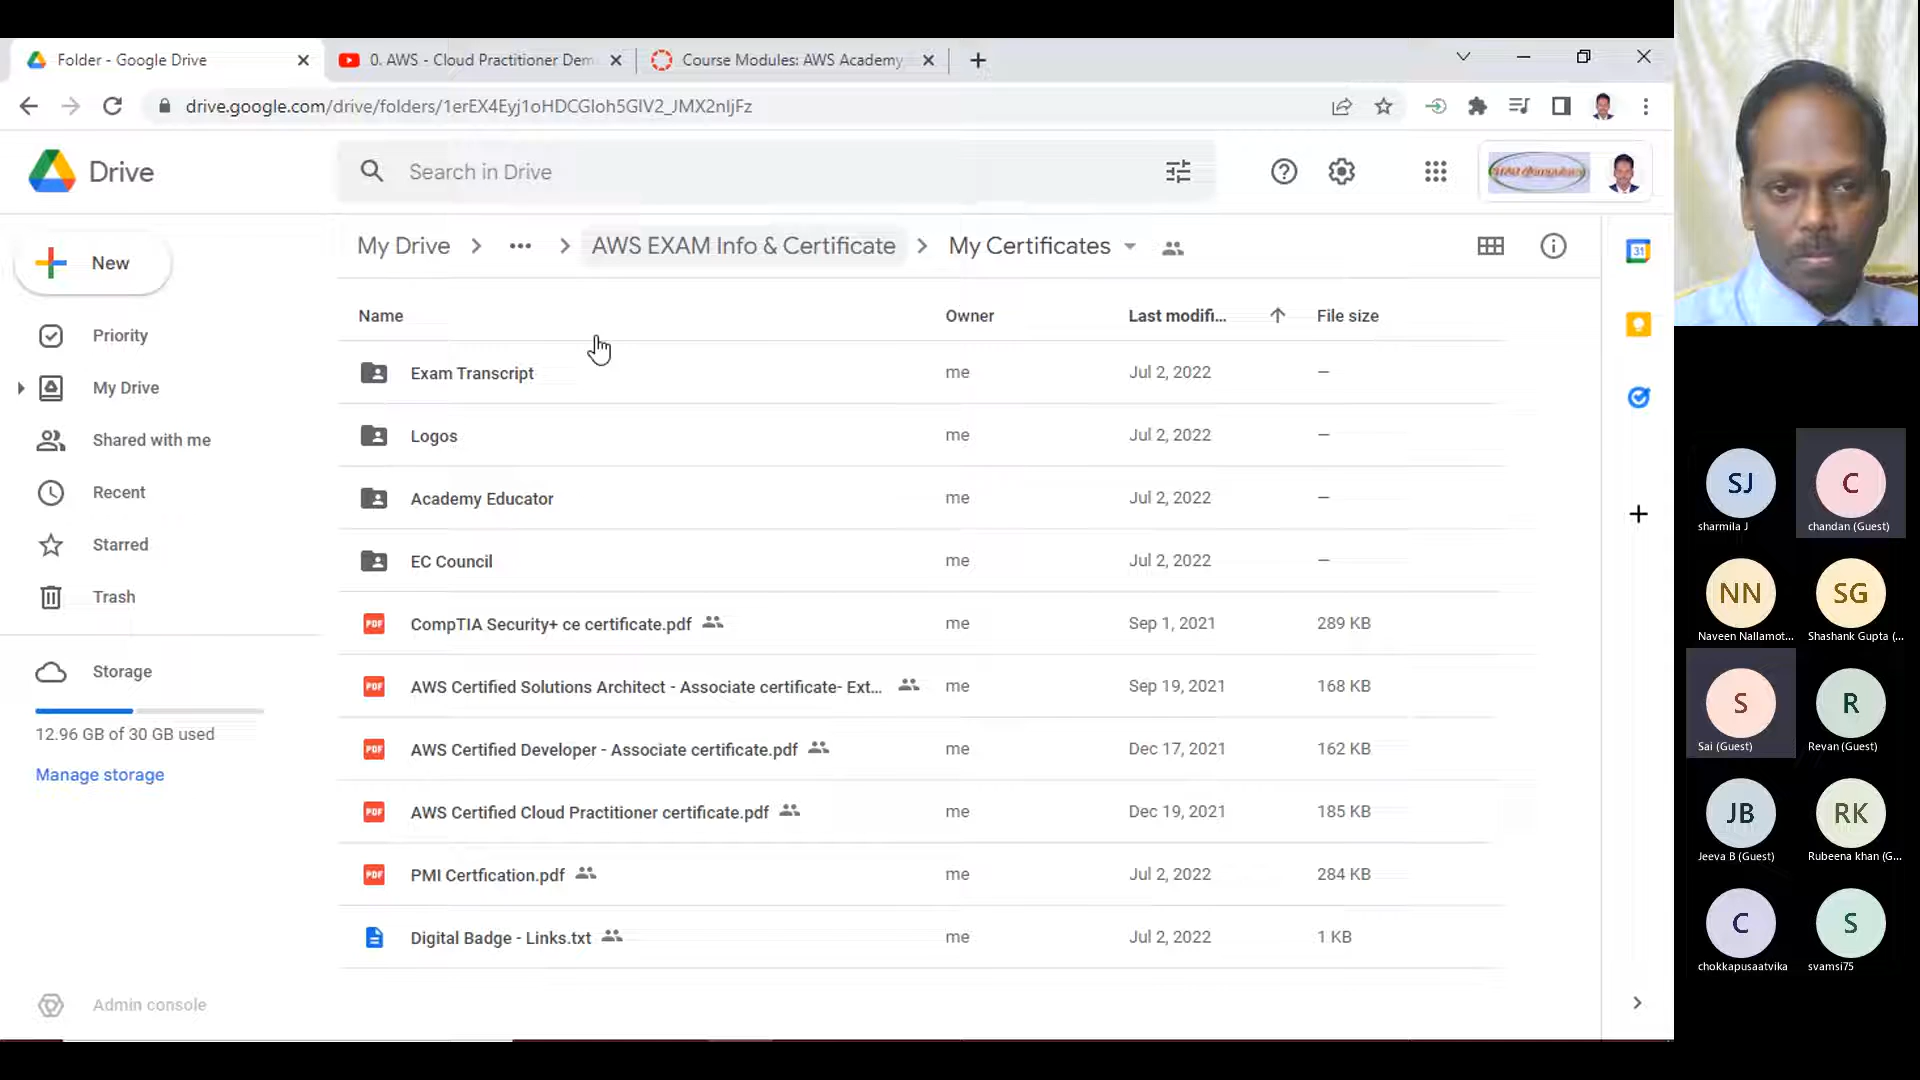 Folder - Google Drive
0. AWS - Cloud Practitioner Dem
Course Modules: AWS Academy
drive.google.com/drive/folders/1erEX4Eyj1oHDCGIoh5GIV2_JMX2nIjFz
Drive
Search in Drive
New
My Drive
AWS EXAM Info & Certificate
My Certificates
31
Priority
My Drive
Shared with me
Recent
Starred
Trash
Storage
12.96 GB of 30 GB used
Manage storage
Admin console
Name Owner Last modifi... File size
Exam Transcript me Jul 2, 2022 —
Logos me Jul 2, 2022 —
Academy Educator me Jul 2, 2022 —
EC Council me Jul 2, 2022 —
PDF CompTIA Security+ ce certificate.pdf me Sep 1, 2021 289 KB
PDF AWS Certified Solutions Architect - Associate certificate- Ext... me Sep 19, 2021 168 KB
PDF AWS Certified Developer - Associate certificate.pdf me Dec 17, 2021 162 KB
PDF AWS Certified Cloud Practitioner certificate.pdf me Dec 19, 2021 185 KB
PDF PMI Certfication.pdf me Jul 2, 2022 284 KB
Digital Badge - Links.txt me Jul 2, 2022 1 KB
SJ C
sharmila J chandan (Guest)
NN SG
Naveen Nallamot... Shashank Gupta (...
S R
Sai (Guest) Revan (Guest)
JB RK
Jeeva B (Guest) Rubeena khan (G...
C S
chokkapusaatvika svamsi75